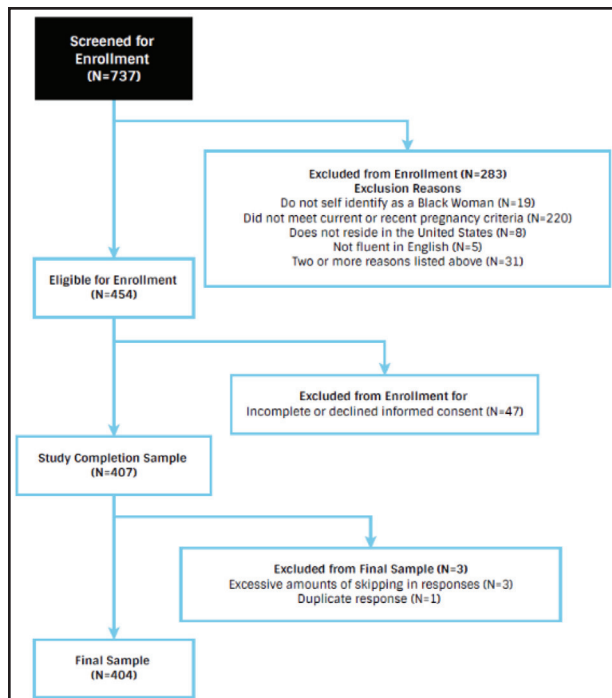 Screened for
Enrollment
(N=737)
Excluded from Enrollment (N=283)
Exclusion Reasons
Do not self identify as a Black Woman (N=19)
Did not meet current or recent pregnancy criteria (N=220)
Does not reside in the United States (N=8)
Not fluent in English (N=5)
Two or more reasons listed above (N=31)
Eligible for Enrollment
(N=454)
Excluded from Enrollment for
Incomplete or declined informed consent (N=47)
Study Completion Sample
(N=407)
Excluded from Final Sample (N=3)
Excessive amounts of skipping in responses (N=3)
Duplicate response (N=1)
Final Sample
(N=404)